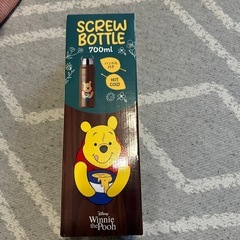 SCREW
BOTTLE
700ml
HOT
COLD
Disney
Winnie
the Pooh